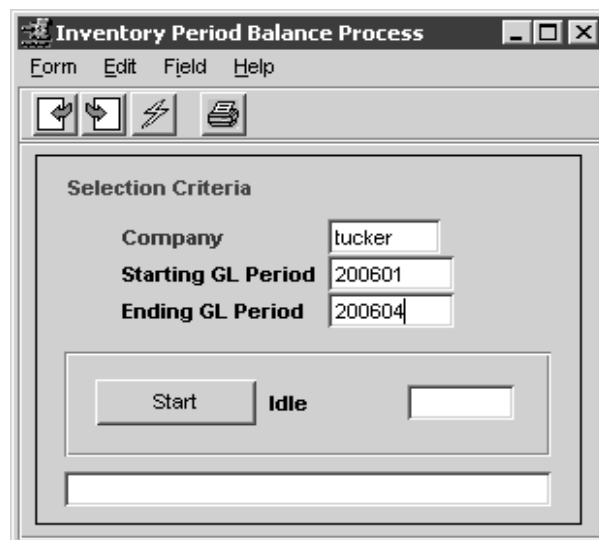 Inventory Period Balance Process
Form Edit Field Help
Selection Criteria
Company tucker
Starting GL Period 200601
Ending GL Period 200604
Start Idle